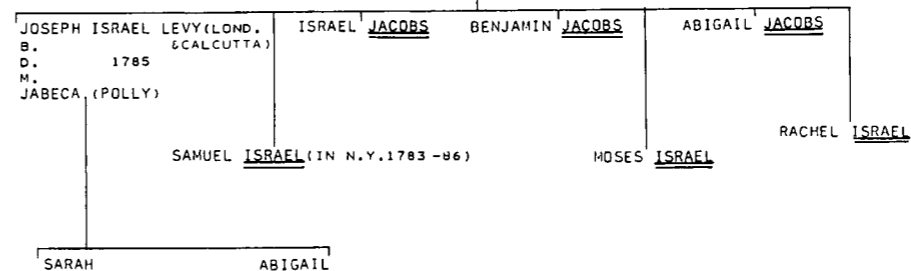 JOSEPH ISRAEL LEVY(LOND.
&CALCUTTA)
B.
D. 1785
M.
JABECA (POLLY)
ISRAEL JACOBS
BENJAMIN JACOBS
ABIGAIL JACOBS
RACHEL ISRAEL
SAMUEL ISRAEL(IN N.Y.1783-86)
MOSES ISRAEL
SARAH
ABIGAIL